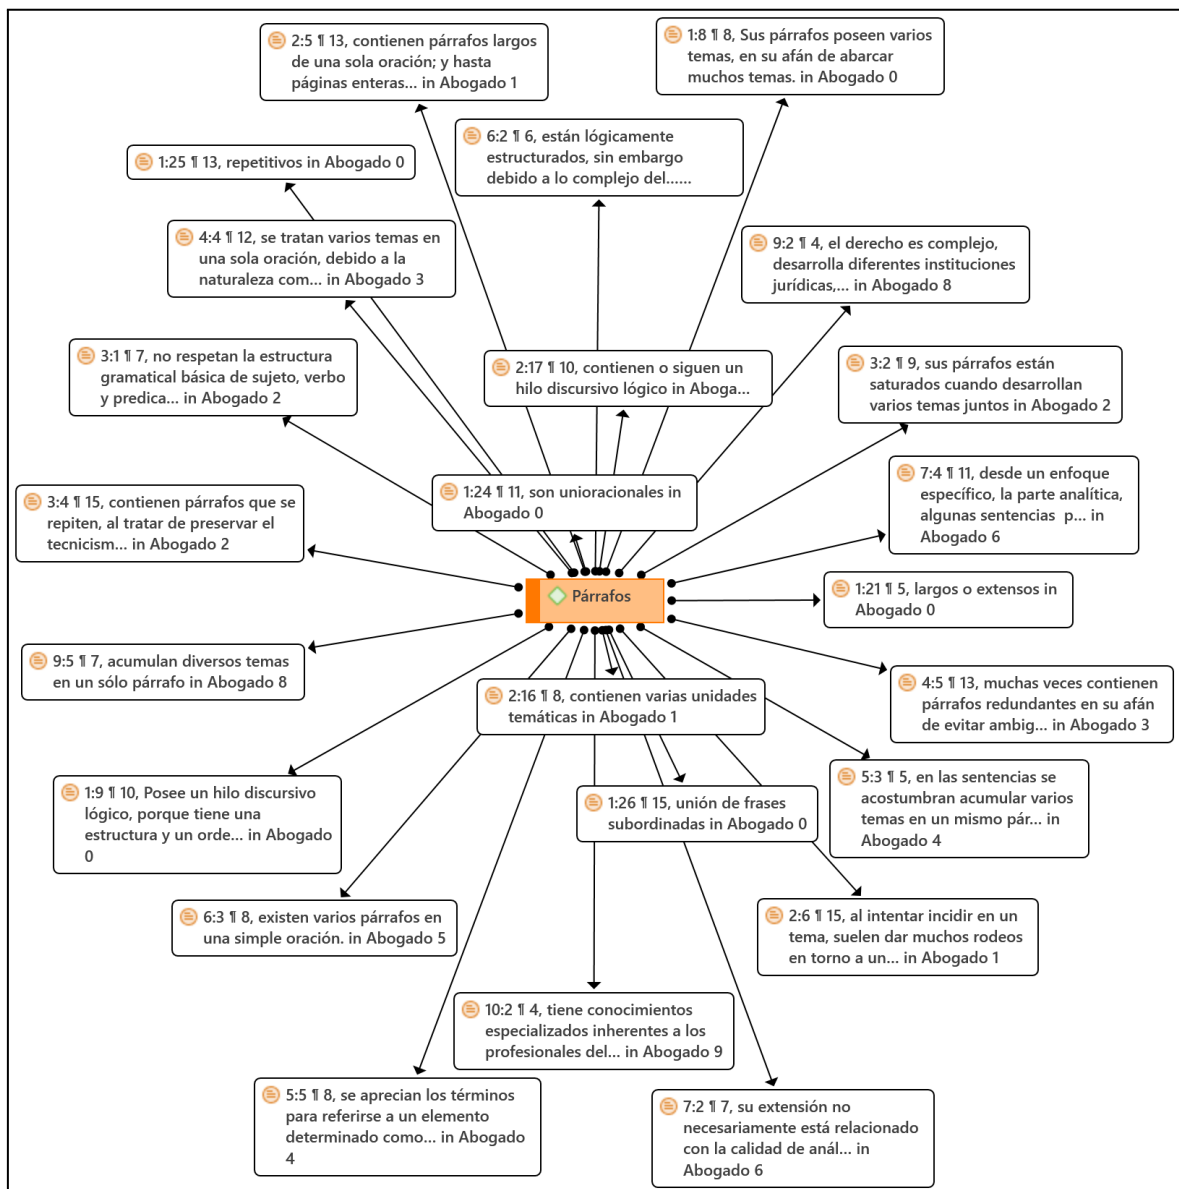 2:5 ¶ 13, contienen párrafos largos
de una sola oración; y hasta
páginas enteras... in Abogado 1
1:8 ¶ 8, Sus párrafos poseen varios
temas, en su afán de abarcar
muchos temas. in Abogado 0
6:2 ¶ 6, están lógicamente
estructurados, sin embargo
debido a lo complejo del......
1:25 ¶ 13, repetitivos in Abogado 0
4:4 ¶ 12, se tratan varios temas en
una sola oración, debido a la
naturaleza com... in Abogado 3
9:2 ¶ 4, el derecho es complejo,
desarrolla diferentes instituciones
jurídicas,... in Abogado 8
3:1 ¶ 7, no respetan la estructura
gramatical básica de sujeto, verbo
y predica... in Abogado 2
2:17 ¶ 10, contienen o siguen un
hilo discursivo lógico in Aboga...
3:2 ¶ 9, sus párrafos están
saturados cuando desarrollan
varios temas juntos in Abogado 2
1:24 ¶ 11, son unioracionales in
Abogado 0
7:4 ¶ 11, desde un enfoque
específico, la parte analítica,
algunas sentencias p... in
Abogado 6
3:4 ¶ 15, contienen párrafos que se
repiten, al tratar de preservar el
tecnicism... in Abogado 2
Párrafos
1:21 ¶ 5, largos o extensos in
Abogado 0
9:5 ¶ 7, acumulan diversos temas
en un sólo párrafo in Abogado 8
2:16 ¶ 8, contienen varias unidades
temáticas in Abogado 1
4:5 ¶ 13, muchas veces contienen
párrafos redundantes en su afán
de evitar ambig... in Abogado 3
1:9 ¶ 10, Posee un hilo discursivo
lógico, porque tiene una
estructura y un orde... in Abogado
0
1:26 ¶ 15, unión de frases
subordinadas in Abogado 0
5:3 ¶ 5, en las sentencias se
acostumbran acumular varios
temas en un mismo pár... in
Abogado 4
6:3 ¶ 8, existen varios párrafos en
una simple oración. in Abogado 5
2:6 ¶ 15, al intentar incidir en un
tema, suelen dar muchos rodeos
en torno a un... in Abogado 1
10:2 ¶ 4, tiene conocimientos
especializados inherentes a los
profesionales del... in Abogado 9
5:5 ¶ 8, se aprecian los términos
para referirse a un elemento
determinado como... in Abogado
4
7:2 ¶ 7, su extensión no
necesariamente está relacionado
con la calidad de anál... in
Abogado 6